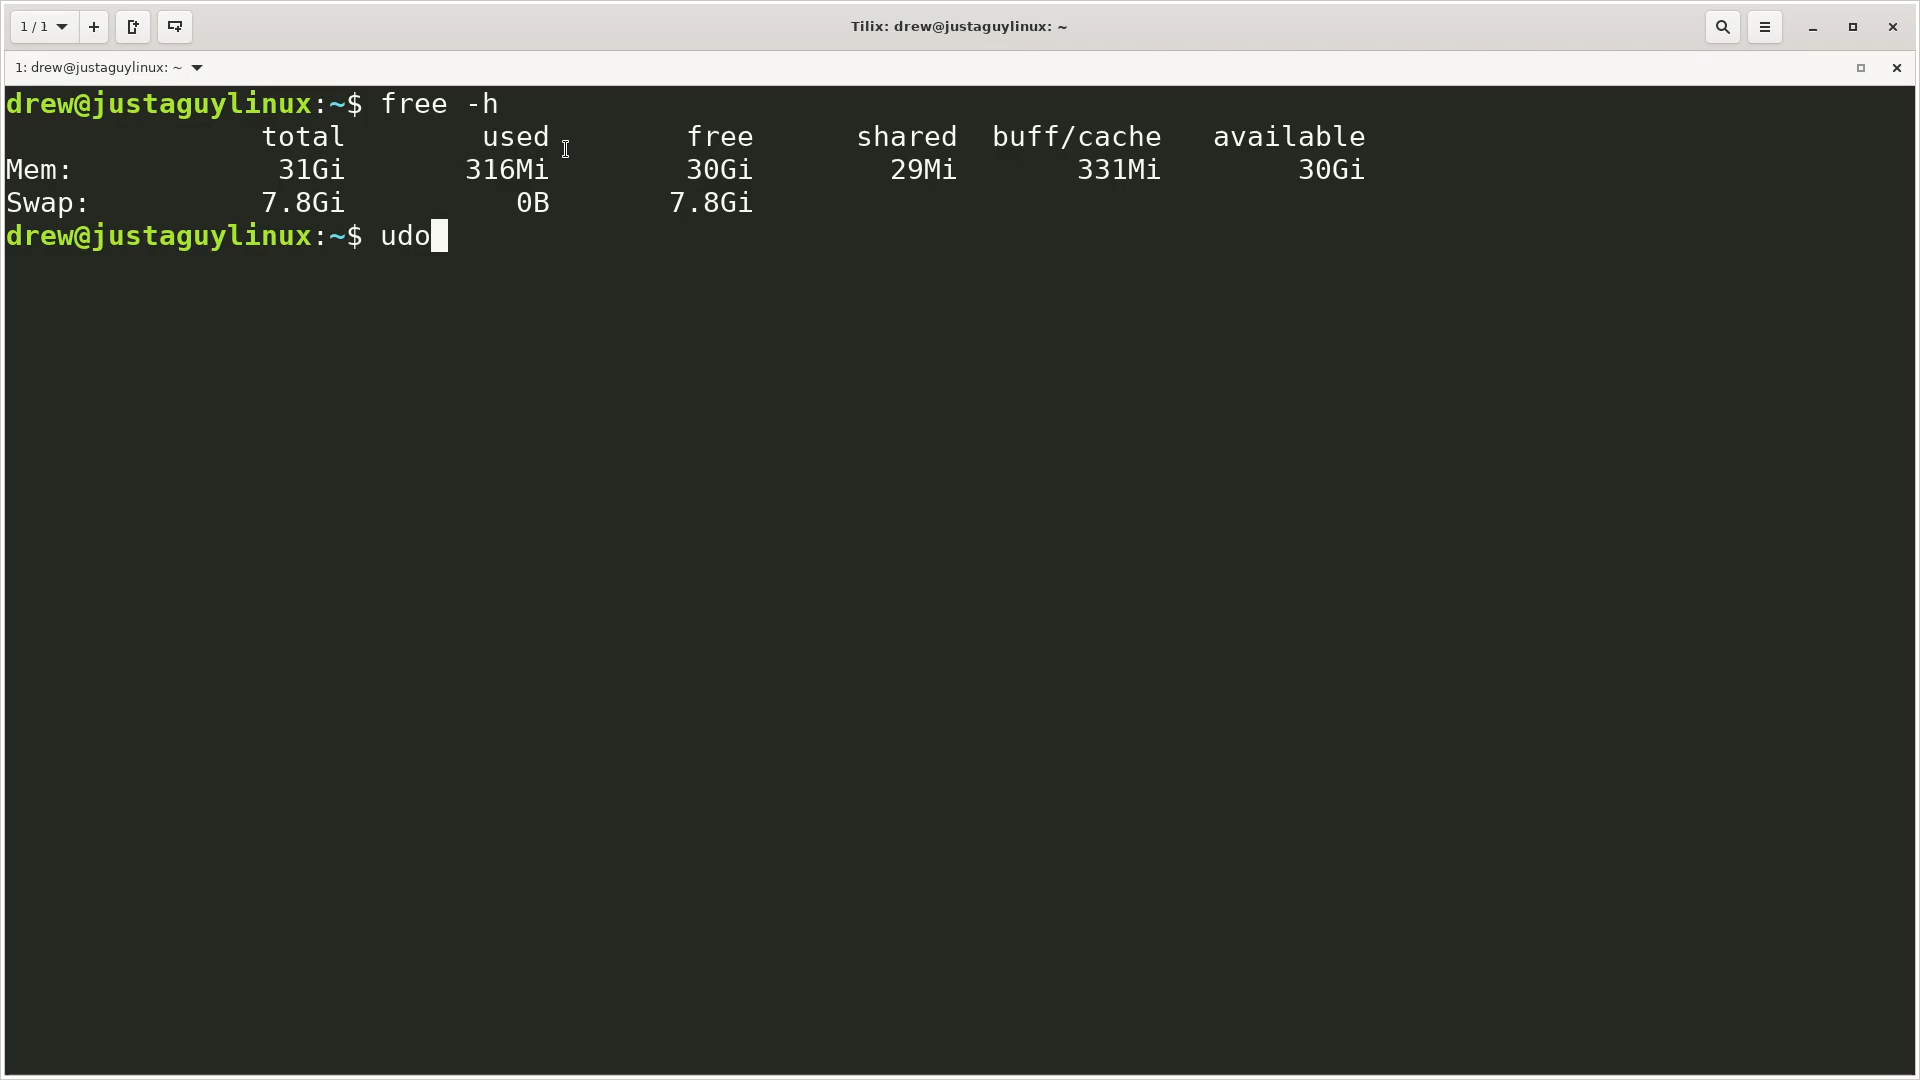 1 / 1
Tilix: drew@justaguylinux: ~
1: drew@justaguylinux: ~
drew@justaguylinux:~$ free -h
total used free shared buff/cache available
Mem: 31Gi 316Mi 30Gi 29Mi 331Mi 30Gi
Swap: 7.8Gi 0B 7.8Gi
drew@justaguylinux:~$ udo